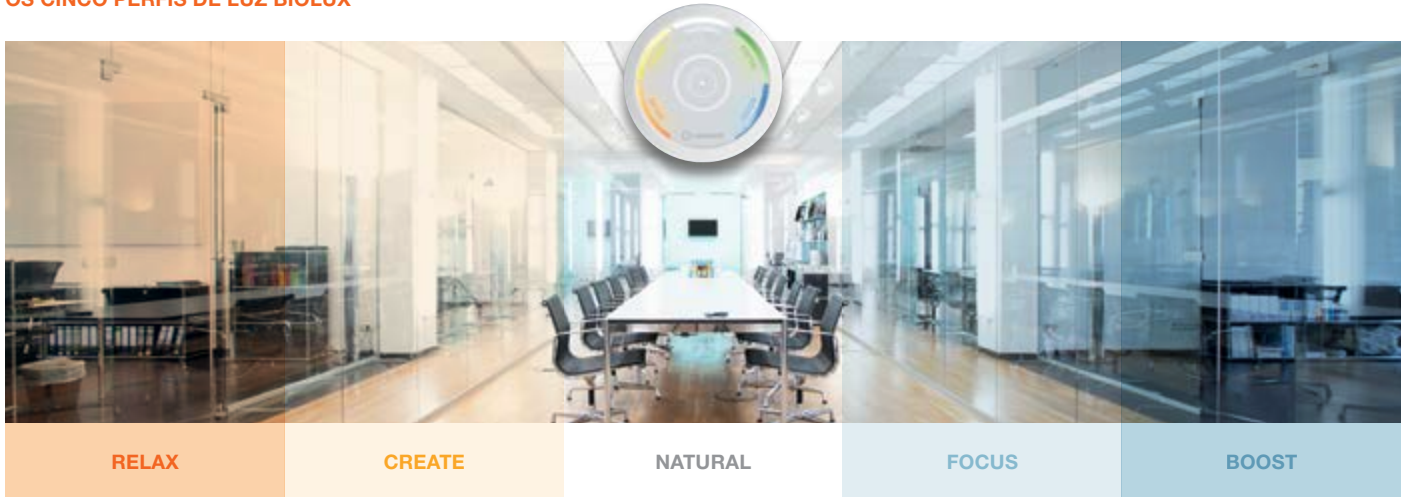 OS CINCO PERFIS DE LUZ BIOLUX
RELAX
CREATE
NATURAL
FOCUS
BOOST